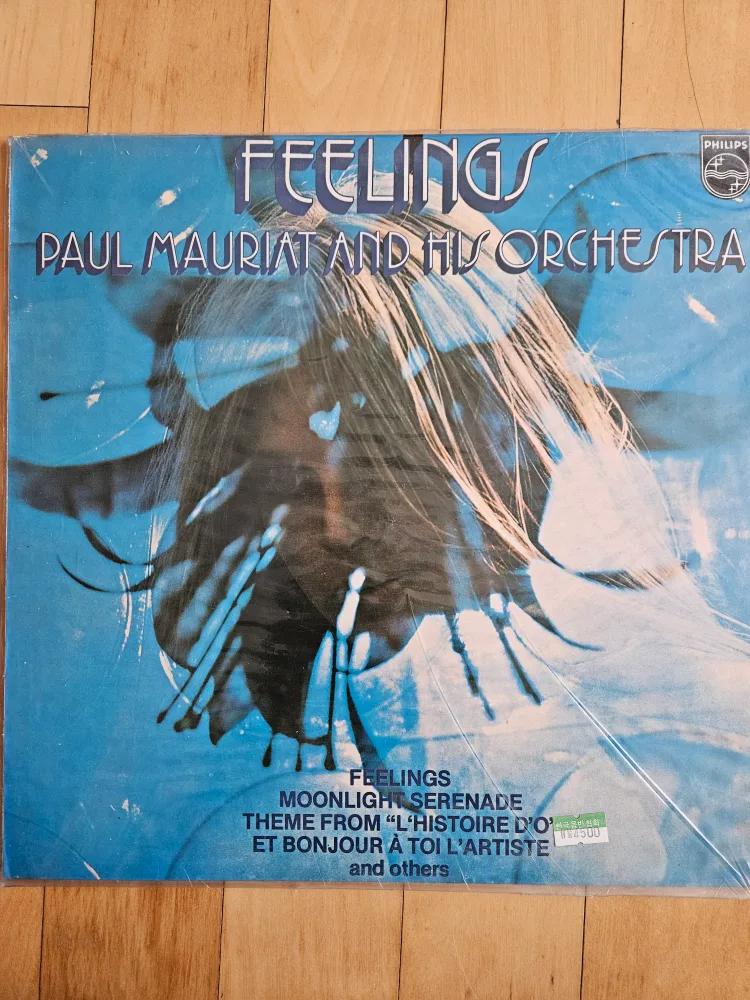 FEELINGS
PHILIPS
PAUL MAURIAT AND HIS ORCHESTRA
FEELINGS
MOONLIGHT SERENADE
THEME FROM "L'HISTOIRE D'O"
ET BONJOUR À TOI L'ARTISTE
and others
4500